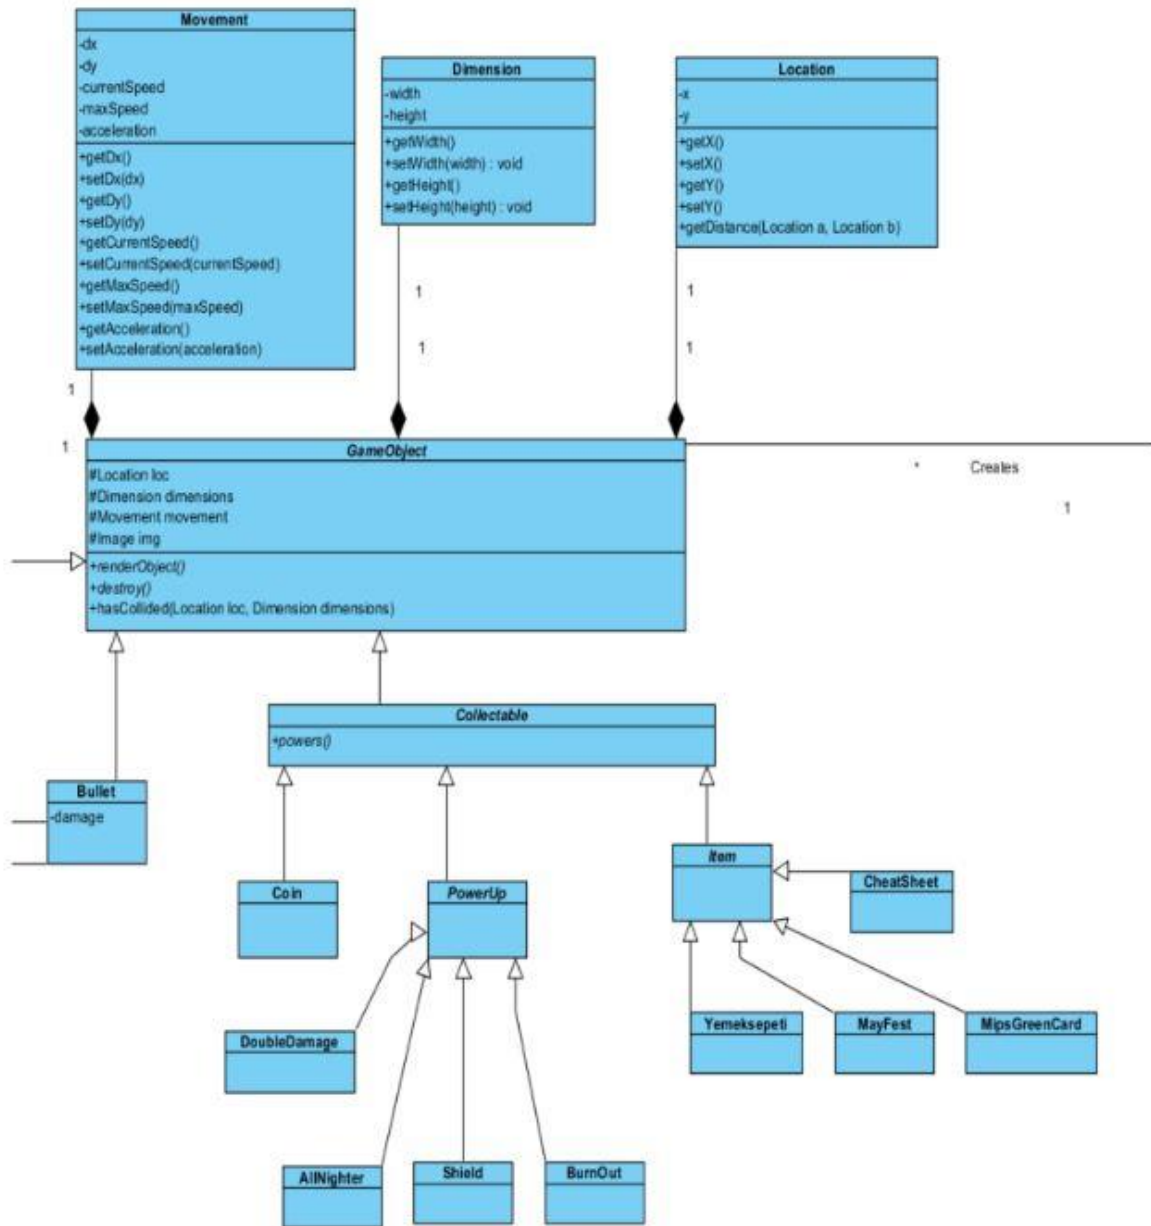 Movement
-dx
-dy
-currentSpeed
-maxSpeed
-acceleration
+getDx()
+setDx(dx)
+getDy()
+setDy(dy)
+getCurrentSpeed()
+setCurrentSpeed(currentSpeed)
+getMaxSpeed()
+setMaxSpeed(maxSpeed)
+getAcceleration()
+setAcceleration(acceleration)
Dimension
-width
-height
+getWidth()
+setWidth(width) : void
+getHeight()
+setHeight(height) : void
Location
-x
-y
+getX()
+setX()
+getY()
+setY()
+getDistance(Location a, Location b)
1
1
1
1
1
1
GameObject
#Location loc
#Dimension dimensions
#Movement movement
#Image img
+renderObject()
+destroy()
+hasCollided(Location loc, Dimension dimensions)
* Creates
1
Collectable
+powers()
Bullet
-damage
Coin
PowerUp
Item
CheatSheet
DoubleDamage
Yemeksepeti
MayFest
MipsGreenCard
AllNighter
Shield
BurnOut